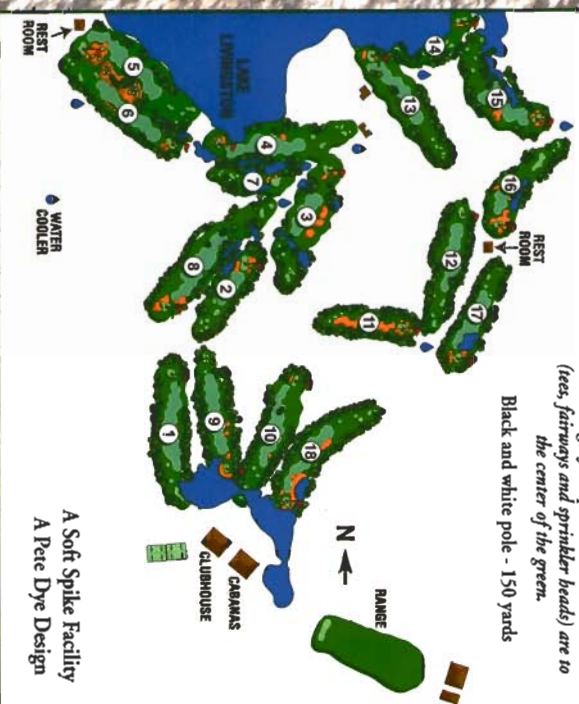 (tees, fairways and sprinkler heads) are to
the center of the green.
Black and white pole - 150 yards
REST
ROOM
LAKE
LIVINGSTON
WATER
COOLER
REST
ROOM
14
15
13
16
5
6
4
7
3
12
17
8
2
11
1
9
10
18
N
CLUBHOUSE
CABANAS
RANGE
A Soft Spike Facility
A Pete Dye Design